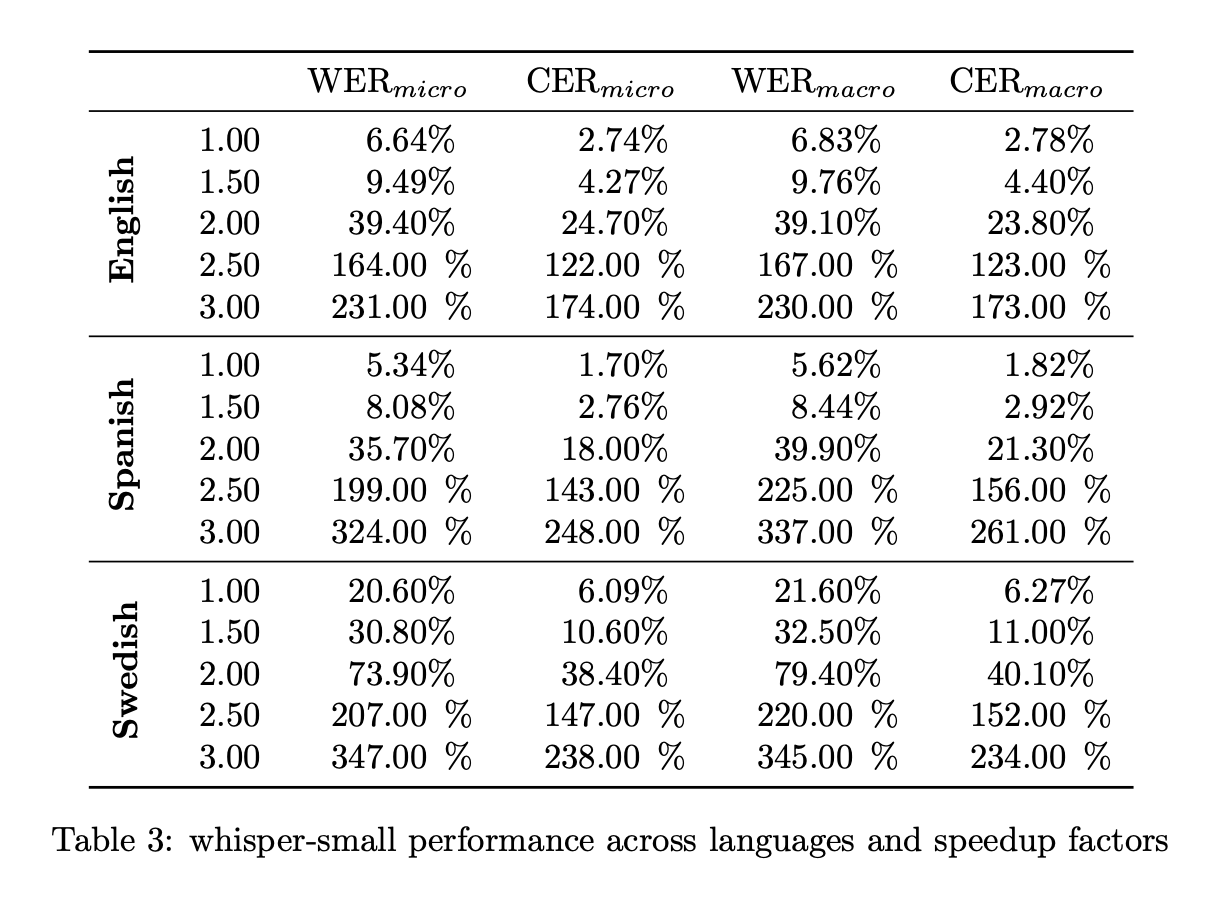 WERmicro CERmicro WERmacro CERmacro
English
1.00 6.64% 2.74% 6.83% 2.78%
1.50 9.49% 4.27% 9.76% 4.40%
2.00 39.40% 24.70% 39.10% 23.80%
2.50 164.00 % 122.00 % 167.00 % 123.00 %
3.00 231.00 % 174.00 % 230.00 % 173.00 %
Spanish
1.00 5.34% 1.70% 5.62% 1.82%
1.50 8.08% 2.76% 8.44% 2.92%
2.00 35.70% 18.00% 39.90% 21.30%
2.50 199.00 % 143.00 % 225.00 % 156.00 %
3.00 324.00 % 248.00 % 337.00 % 261.00 %
Swedish
1.00 20.60% 6.09% 21.60% 6.27%
1.50 30.80% 10.60% 32.50% 11.00%
2.00 73.90% 38.40% 79.40% 40.10%
2.50 207.00 % 147.00 % 220.00 % 152.00 %
3.00 347.00 % 238.00 % 345.00 % 234.00 %
Table 3: whisper-small performance across languages and speedup factors